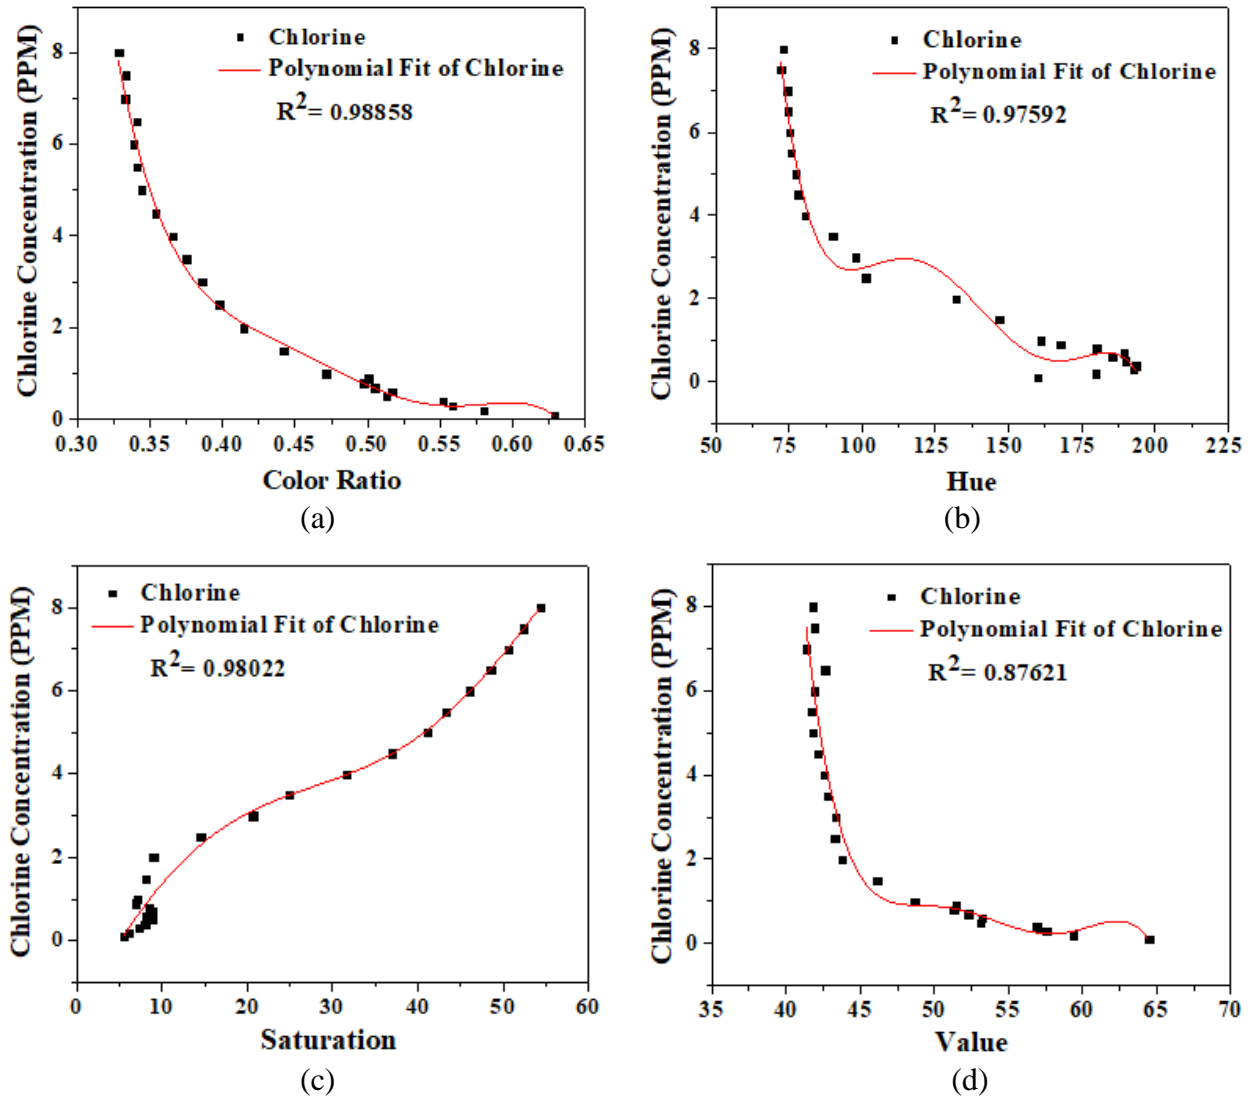 Chlorine
Polynomial Fit of Chlorine
R2= 0.98858
Chlorine Concentration (PPM)
8
6
4
2
0
0.30 0.35 0.40 0.45 0.50 0.55 0.60 0.65
Color Ratio
(a)
Chlorine
Polynomial Fit of Chlorine
R2= 0.97592
Chlorine Concentration (PPM)
8
6
4
2
0
50 75 100 125 150 175 200 225
Hue
(b)
Chlorine
Polynomial Fit of Chlorine
R2= 0.98022
Chlorine Concentration (PPM)
8
6
4
2
0
0 10 20 30 40 50 60
Saturation
(c)
Chlorine
Polynomial Fit of Chlorine
R2= 0.87621
Chlorine Concentration (PPM)
8
6
4
2
0
35 40 45 50 55 60 65 70
Value
(d)